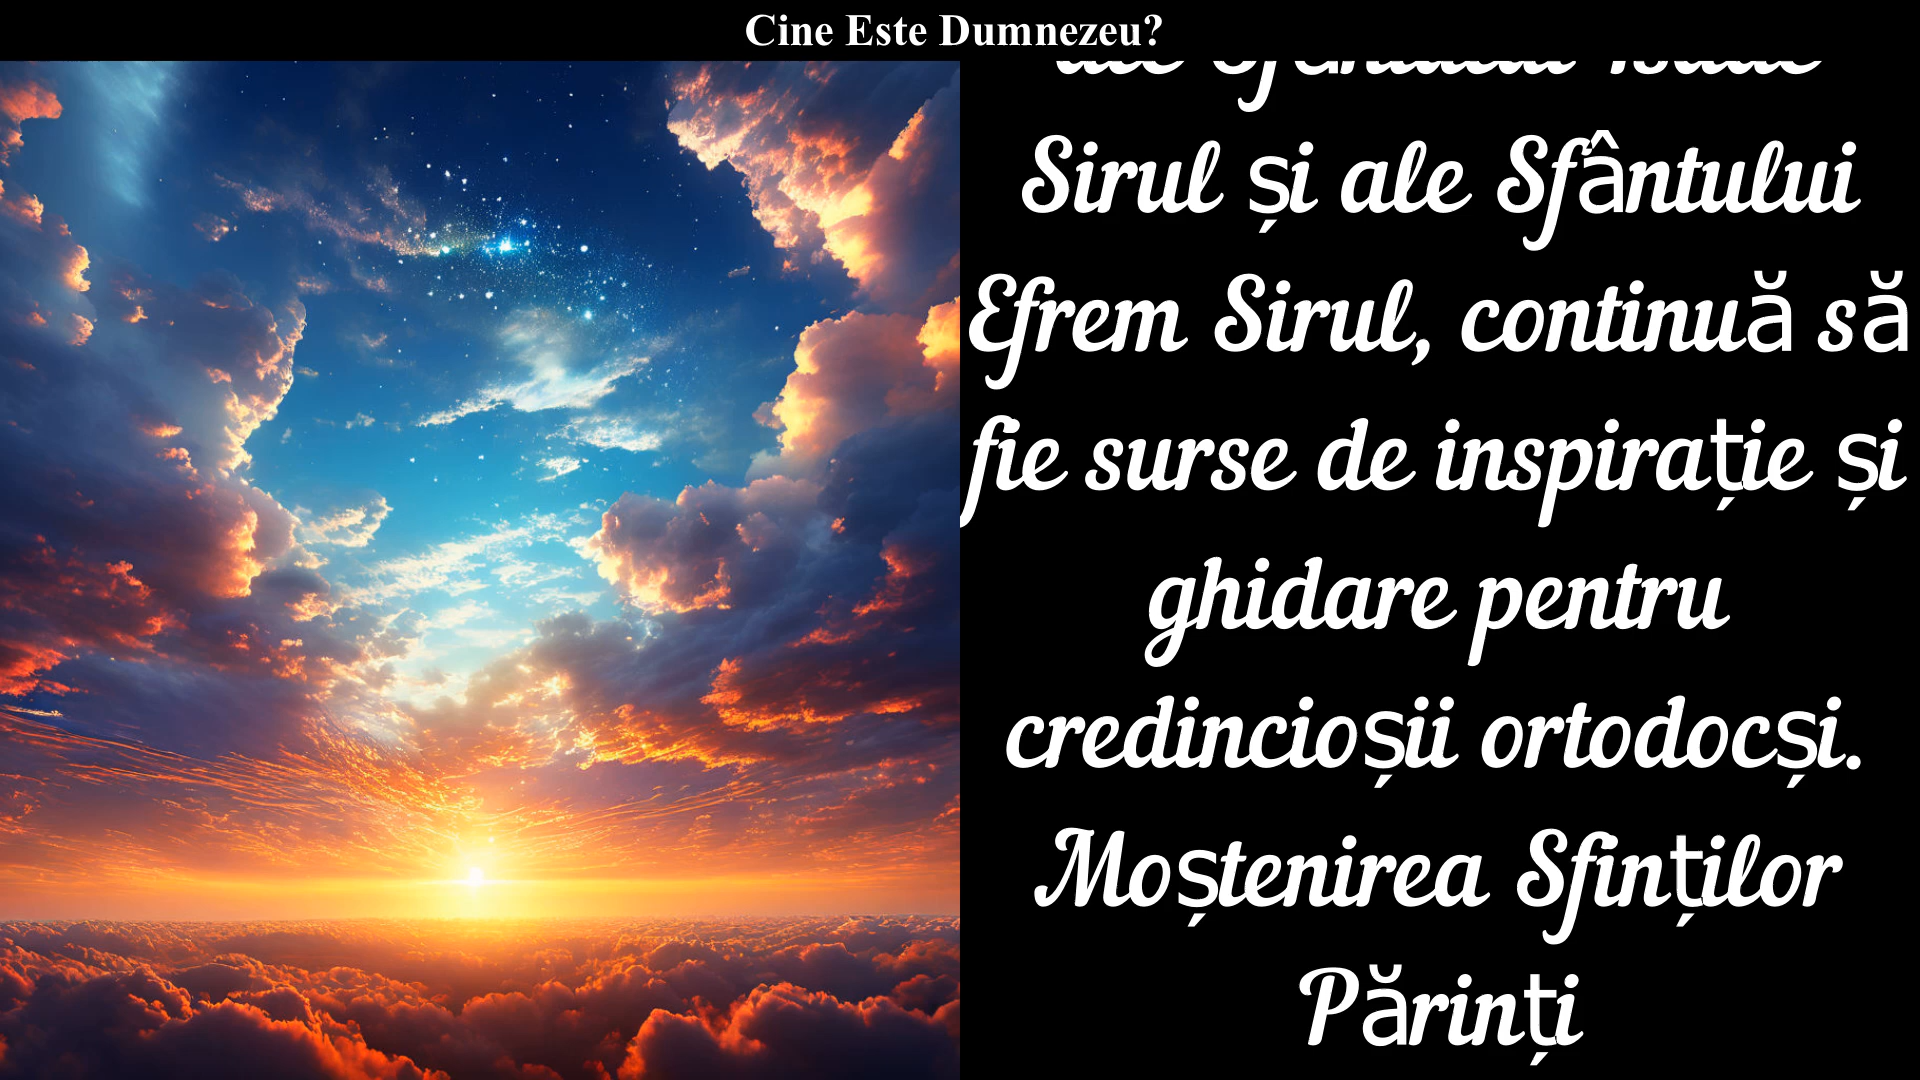 Cine Este Dumnezeu?
Sirul și ale Sfântului
Efrem Sirul, continuă să
fie surse de inspirație și
ghidare pentru
credincioșii ortodocși.
Moștenirea Sfinților
Părinți